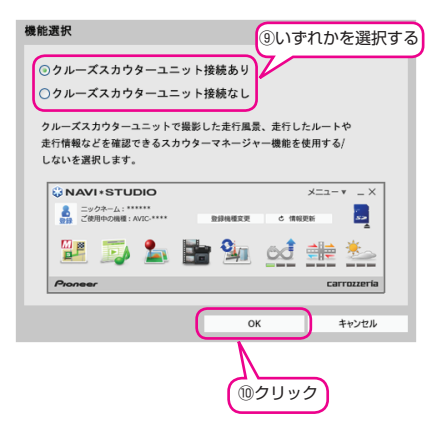 機能選択
⑨いずれかを選択する
クルーズスカウターユニット接続あり
クルーズスカウターユニット接続なし
クルーズスカウターユニットで撮影した走行風景、走行したルートや
走行情報などを確認できるスカウターマネージャー機能を使用する/
しないを選択します。
NAVI*STUDIO
メニュー
登録
ニックネーム:******
ご使用中の機種:AVIC-****
登録機種変更
情報更新
Pioneer
carrozzeria
OK
キャンセル
⑩クリック